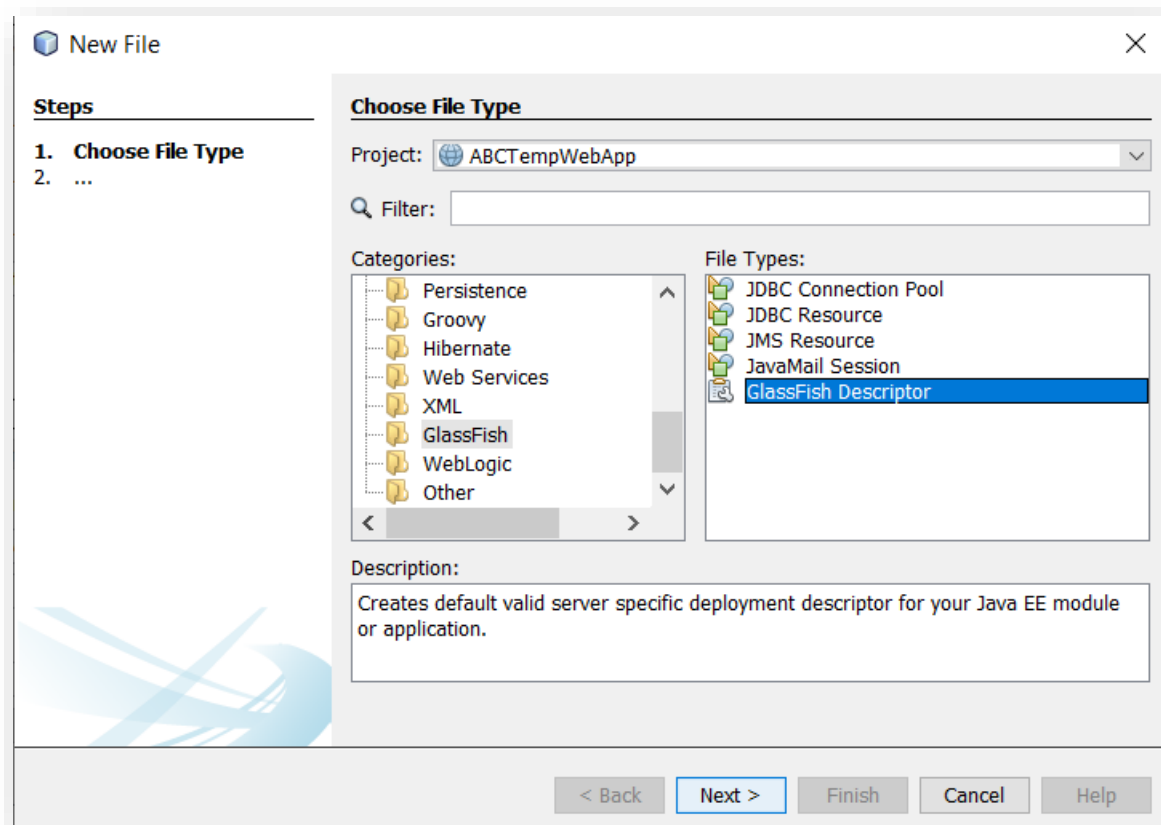 New File
Steps
1. Choose File Type
2. ...
Choose File Type
Project: ABCTempWebApp
Filter:
Categories:
Persistence
Groovy
Hibernate
Web Services
XML
GlassFish
WebLogic
Other
File Types:
JDBC Connection Pool
JDBC Resource
JMS Resource
JavaMail Session
GlassFish Descriptor
Description:
Creates default valid server specific deployment descriptor for your Java EE module
or application.
< Back Next > Finish Cancel Help